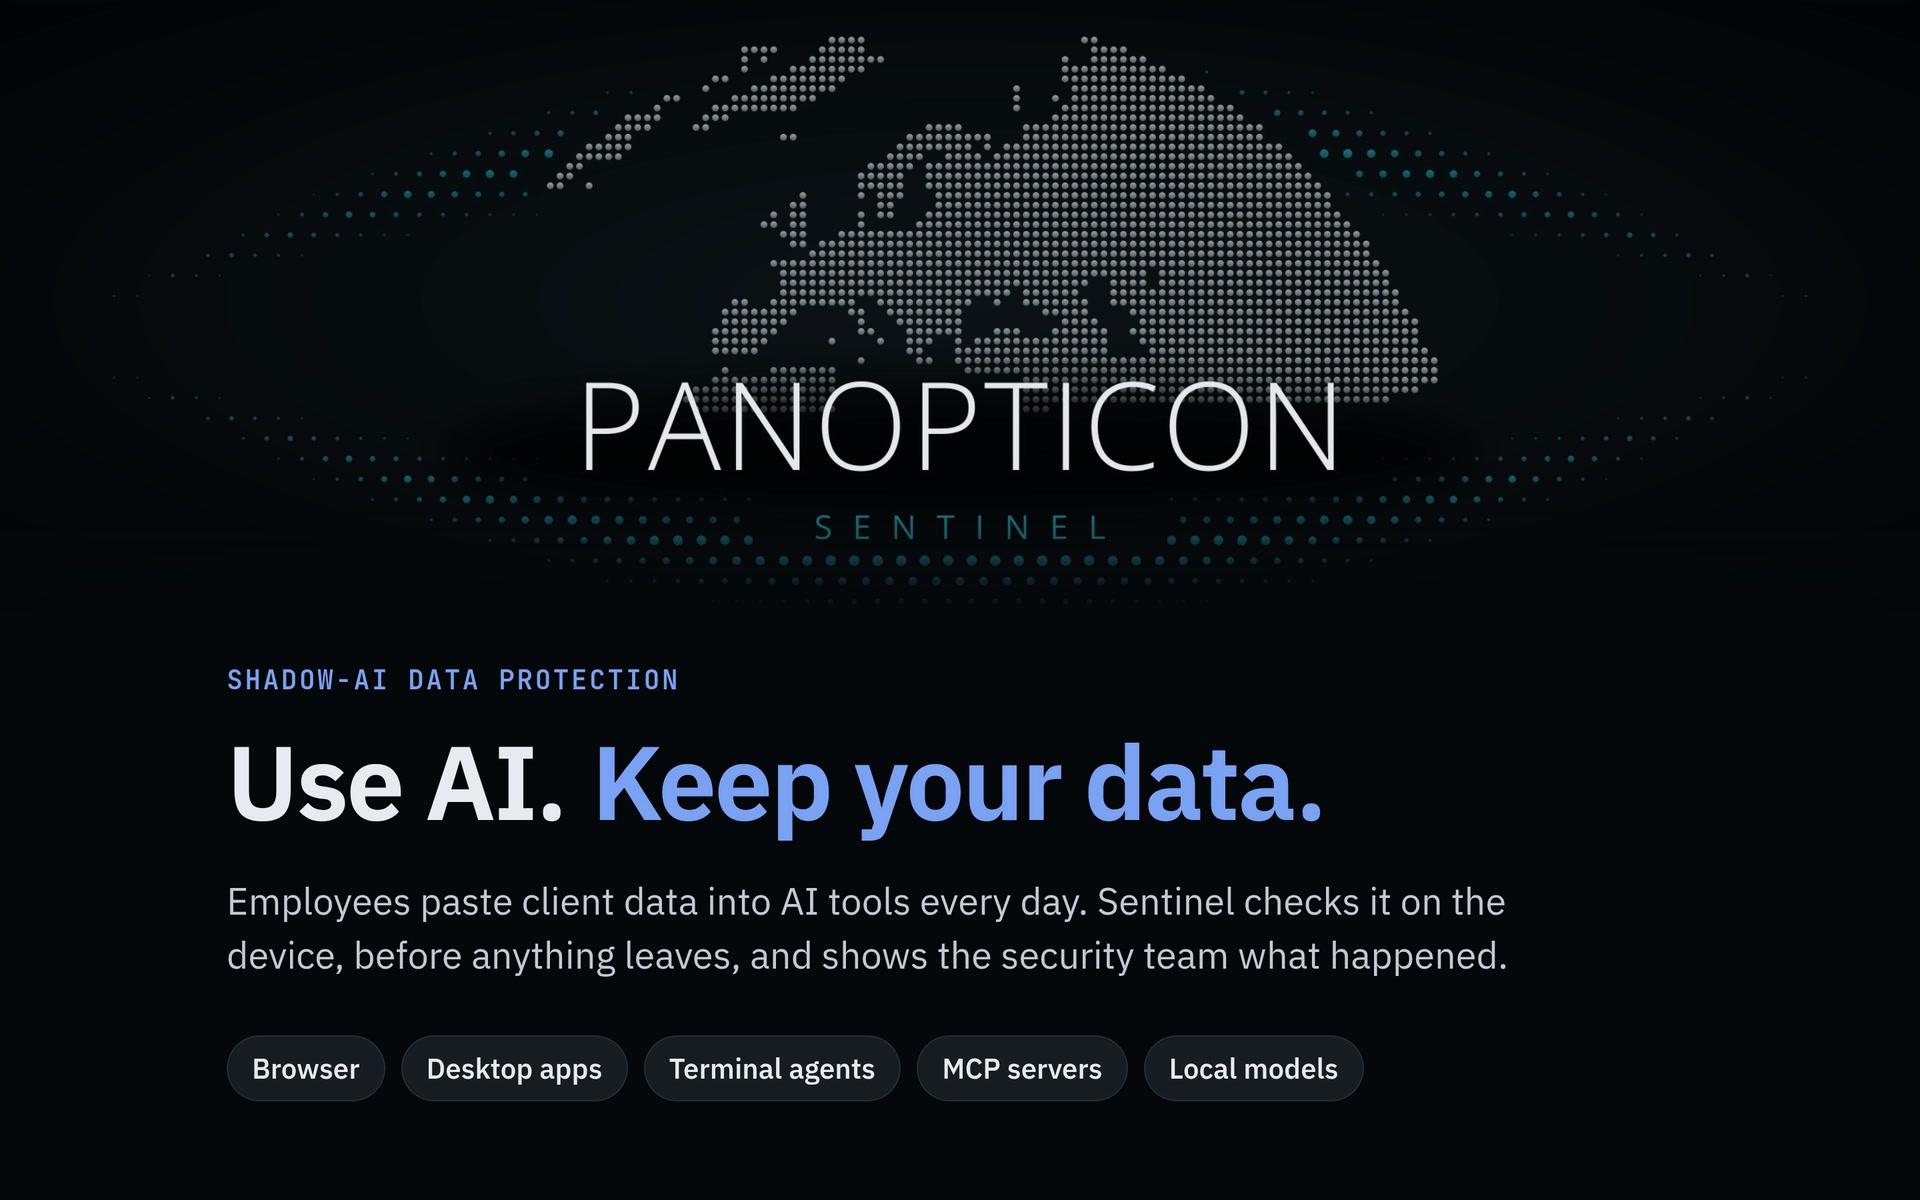 PANOPTICON
SENTINEL
SHADOW-AI DATA PROTECTION
Use AI. Keep your data.
Employees paste client data into AI tools every day. Sentinel checks it on the
device, before anything leaves, and shows the security team what happened.
Browser Desktop apps Terminal agents MCP servers Local models